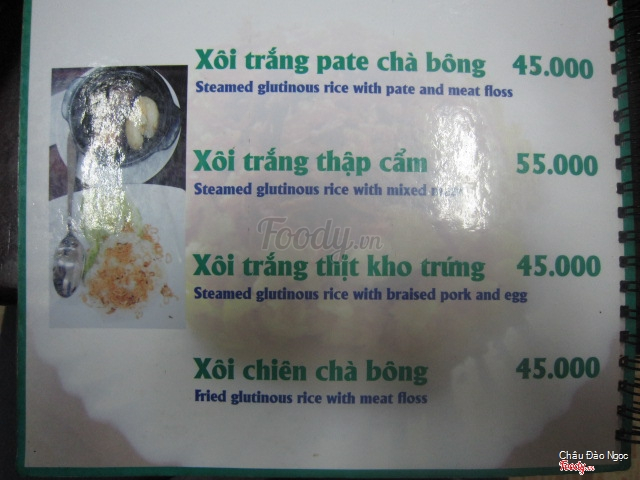 Xôi trắng pate chà bông 45.000
Steamed glutinous rice with pate and meat floss
Xôi trắng thập cẩm 55.000
Steamed glutinous rice with mixed
Foody.vn
Xôi trắng thịt kho trứng 45.000
Steamed glutinous rice with braised pork and egg
Xôi chiên chà bông 45.000
Fried glutinous rice with meat floss
Châu Đào Ngọc
Foody.vn